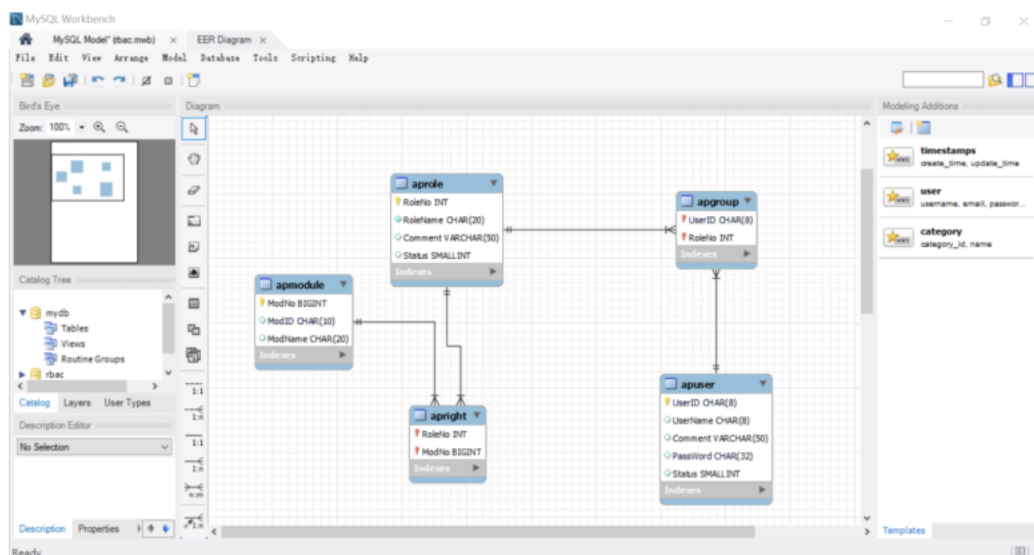 MySQL Workbench
MySQL Model* (rbac.mwb) × EER Diagram ×
File Edit View Arrange Model Database Tools Scripting Help
Bird's Eye
Zoom: 100%
Diagram
Modeling Additions
timestamps
create_time, update_time
user
username, email, passwor...
category
category_id, name
Templates
Catalog Tree
mydb
Tables
Views
Routine Groups
rbac
Catalog Layers User Types
Description Editor
No Selection
Description Properties
Ready
1:1
1:n
1:1
1:n
n:m
1:n
aprole
RoleNo INT
RoleName CHAR(20)
Comment VARCHAR(50)
Status SMALLINT
Indexes
apgroup
UserID CHAR(8)
RoleNo INT
Indexes
apmodule
ModNo BIGINT
ModID CHAR(10)
ModName CHAR(20)
Indexes
apright
RoleNo INT
ModNo BIGINT
Indexes
apuser
UserID CHAR(8)
UserName CHAR(8)
Comment VARCHAR(50)
PassWord CHAR(32)
Status SMALLINT
Indexes